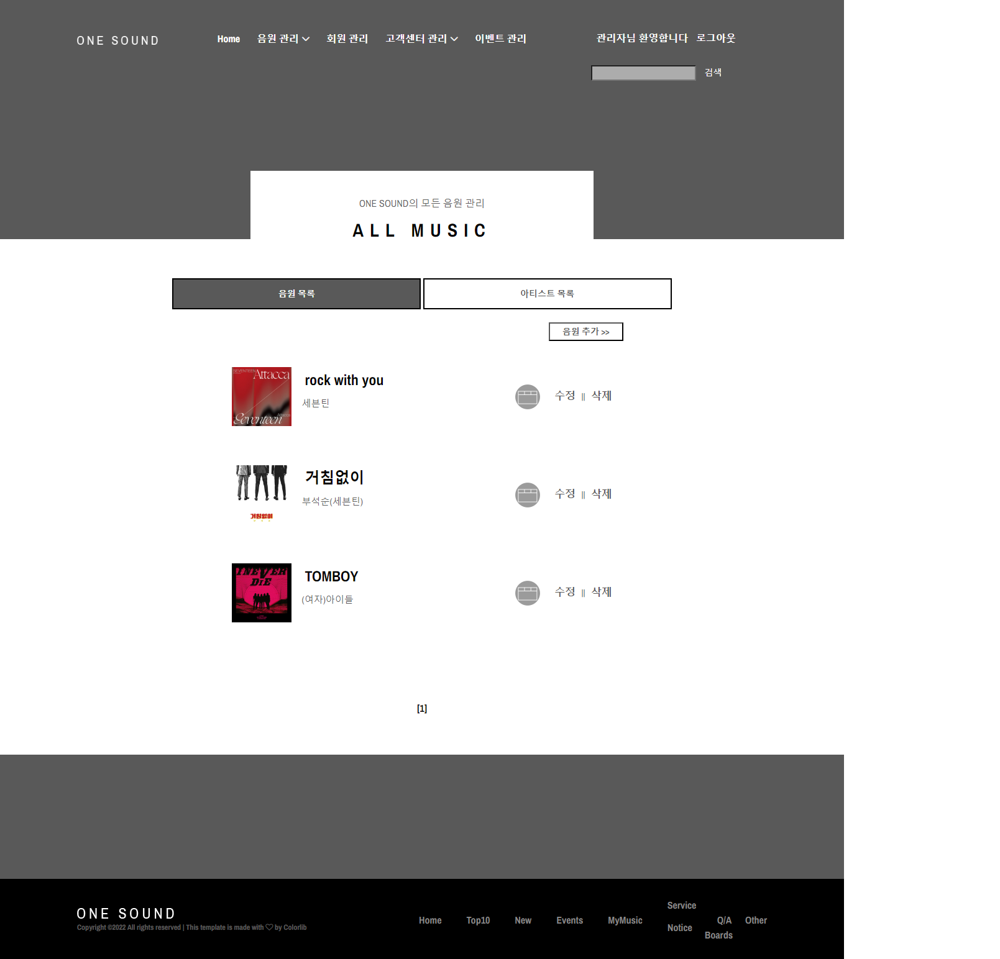 ONE SOUND
Home 음원 관리 회원 관리 고객센터 관리 이벤트 관리
관리자님 환영합니다 로그아웃
검색
ONE SOUND의 모든 음원 관리
ALL MUSIC
음원 목록
아티스트 목록
음원 추가 >>
SEVENTEEN
Attacca
Seventeen
Attacca
rock with you
세븐틴
수정 || 삭제
거침없이
거침없이
부석순(세븐틴)
수정 || 삭제
I NEVER
DIE
TOMBOY
(여자)아이들
수정 || 삭제
[1]
ONE SOUND
Copyright ©2022 All rights reserved | This template is made with ♡ by Colorlib
Home Top10 New Events MyMusic
Service
Notice
Q/A
Boards
Other